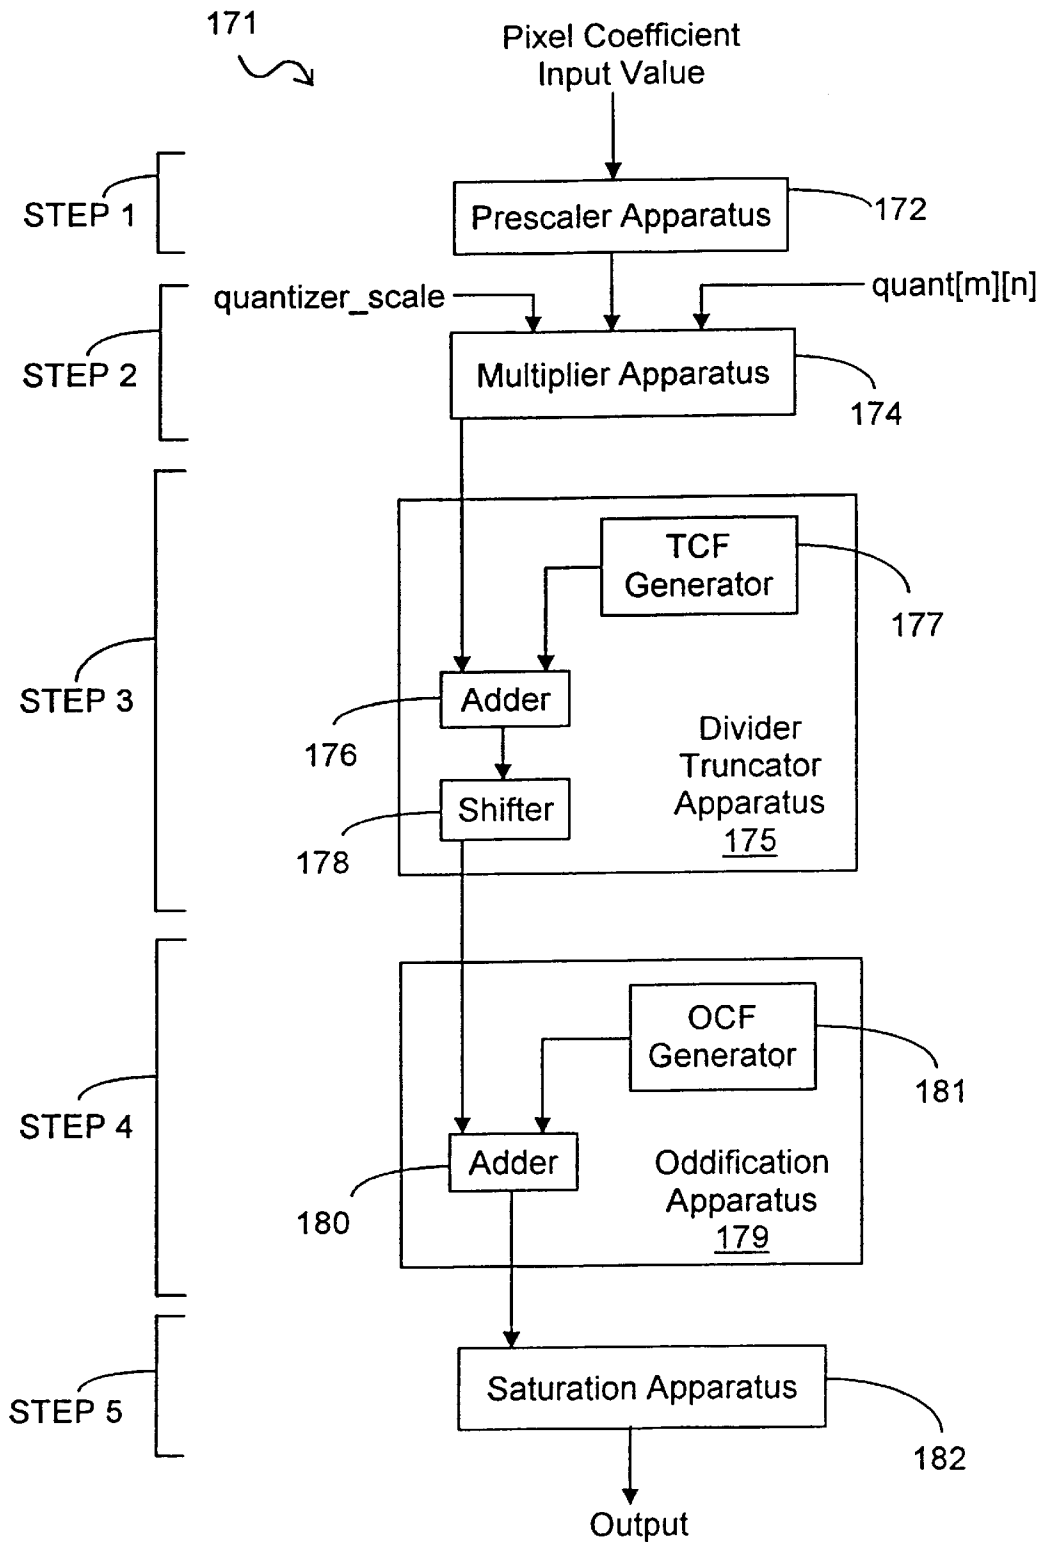 171
Pixel Coefficient
Input Value
STEP 1
Prescaler Apparatus
172
quantizer_scale
quant[m][n]
STEP 2
Multiplier Apparatus
174
TCF
Generator
177
STEP 3
Adder
176
Divider
Truncator
Apparatus
175
Shifter
178
OCF
Generator
181
STEP 4
Adder
180
Oddification
Apparatus
179
STEP 5
Saturation Apparatus
182
Output